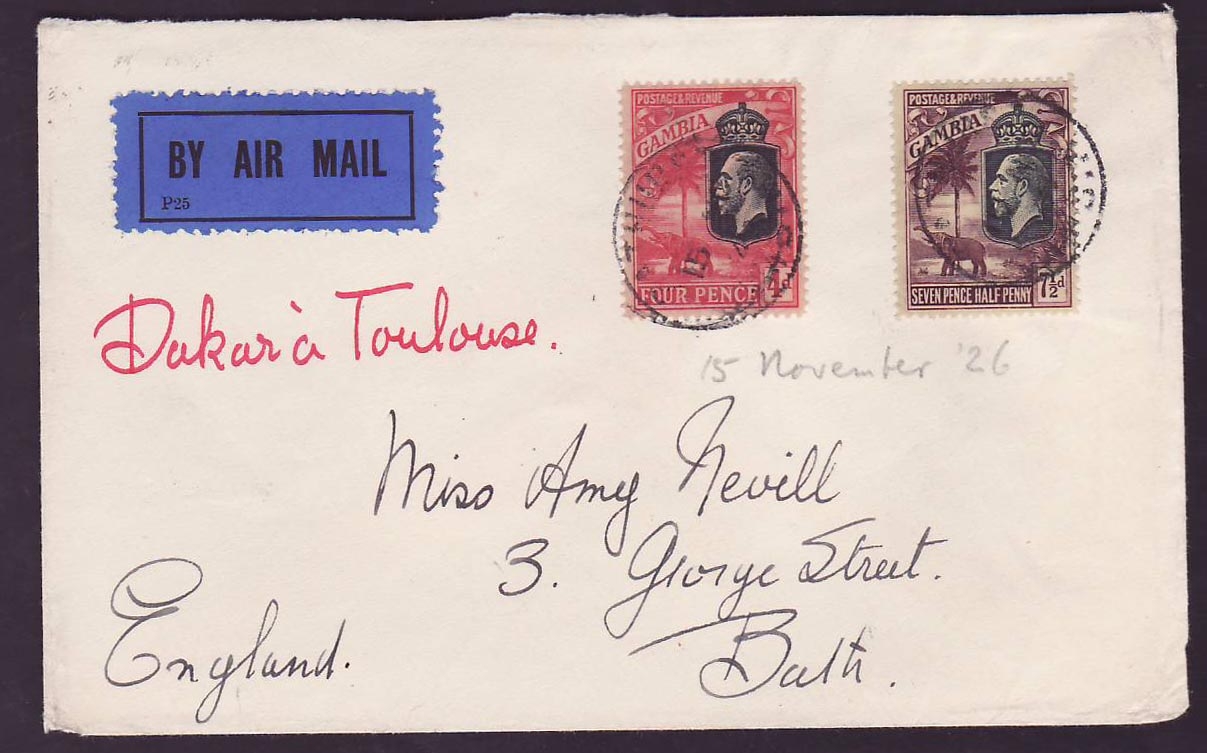 BY AIR MAIL
P25
POSTAGE & REVENUE
GAMBIA
FOUR PENCE 4d
POSTAGE & REVENUE
GAMBIA
SEVEN PENCE HALF PENNY 7½d
Dakar à Toulouse.
15 November '26
Miss Amy Nevill
3. George Street.
Bath.
England.